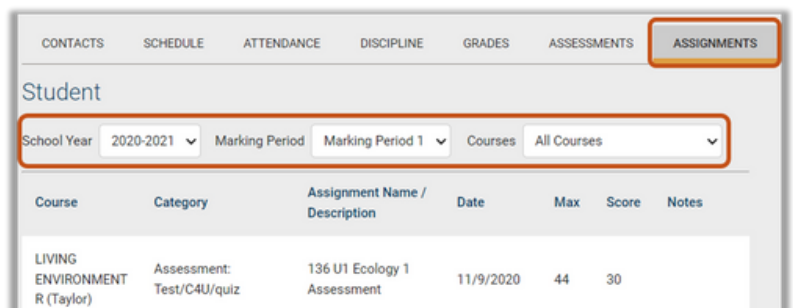 CONTACTS SCHEDULE ATTENDANCE DISCIPLINE GRADES ASSESSMENTS ASSIGNMENTS
Student
School Year 2020-2021 Marking Period Marking Period 1 Courses All Courses
Course Category Assignment Name / Description Date Max Score Notes
LIVING ENVIRONMENT R (Taylor) Assessment: Test/C4U/quiz 136 U1 Ecology 1 Assessment 11/9/2020 44 30